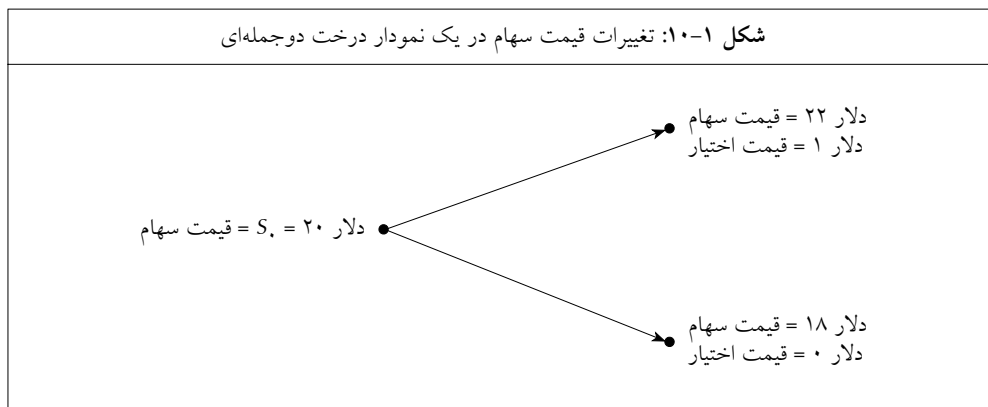 شکل ۱-۱۰: تغییرات قیمت سهام در یک نمودار درخت دوجمله‌ای
دلار ۲۲ = قیمت سهام
دلار ۱ = قیمت اختیار
دلار ۲۰ = S۰ = قیمت سهام
دلار ۱۸ = قیمت سهام
دلار ۰ = قیمت اختیار